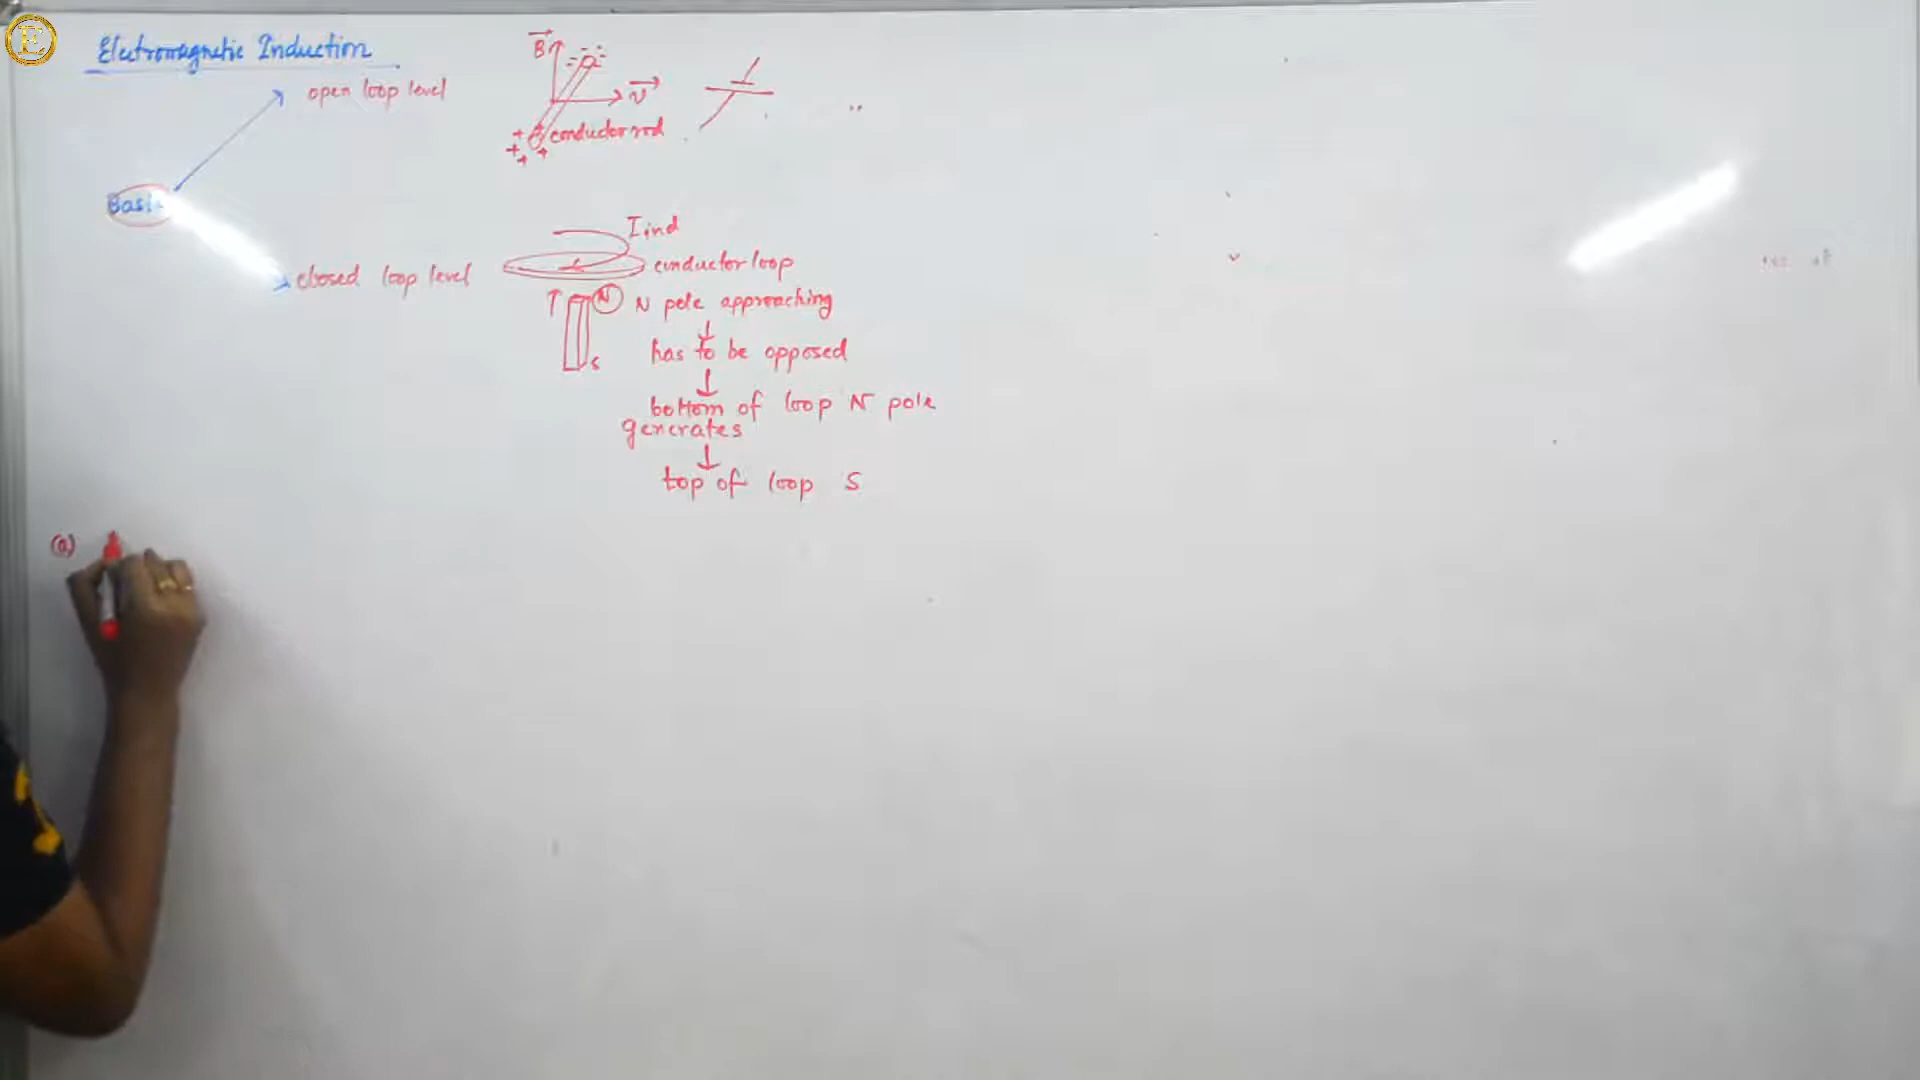 E
Electromagnetic Induction
B
open loop level
v
conductor rod
Basi
I ind
closed loop level
conductor loop
N
N pole approaching
S
has to be opposed
bottom of loop N pole
generates
top of loop S
(a)